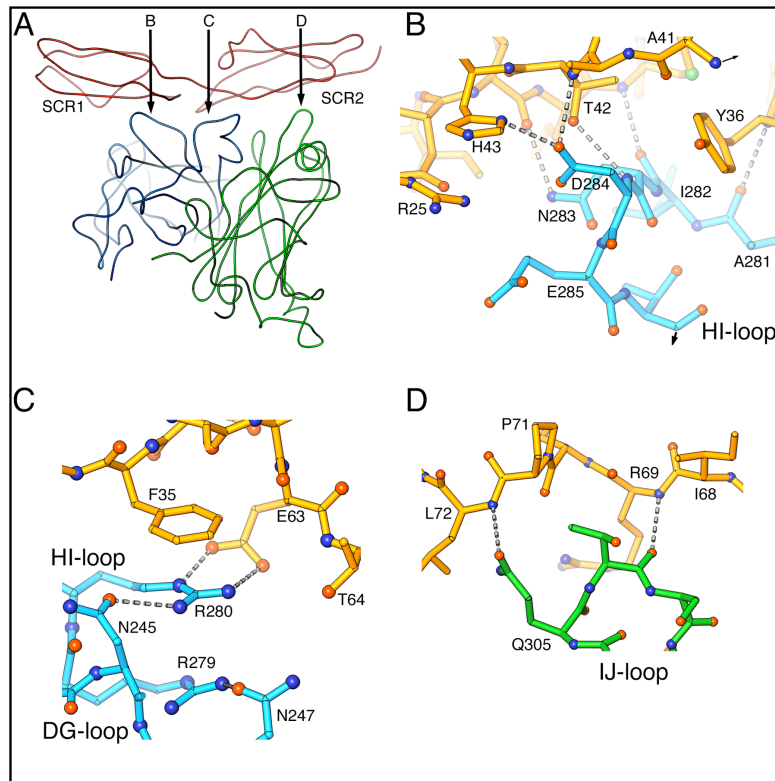 A
B
C
D
SCR1
SCR2
B
A41
T42
H43
Y36
D284
I282
R25
N283
A281
E285
HI-loop
C
F35
E63
HI-loop
T64
R280
N245
R279
DG-loop
N247
D
P71
R69
I68
L72
Q305
IJ-loop